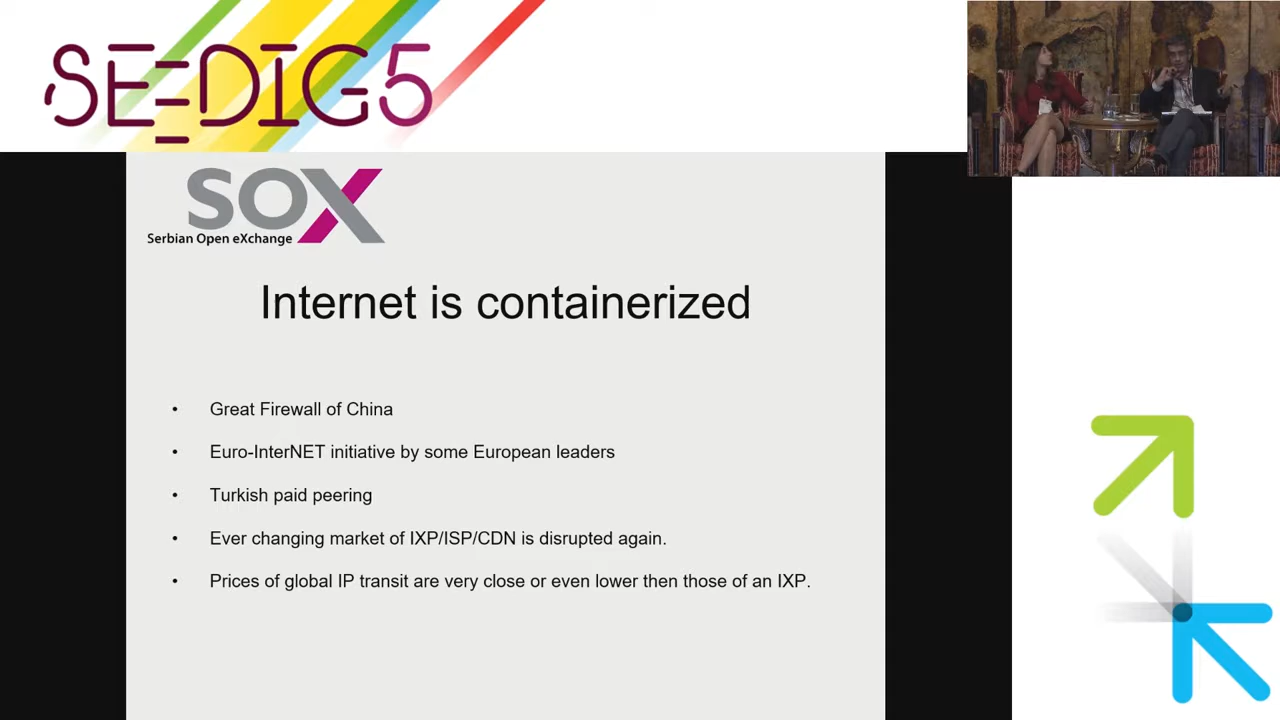 SEEDIG5
SOX
Serbian Open eXchange
Internet is containerized
• Great Firewall of China
• Euro-InterNET initiative by some European leaders
• Turkish paid peering
• Ever changing market of IXP/ISP/CDN is disrupted again.
• Prices of global IP transit are very close or even lower then those of an IXP.